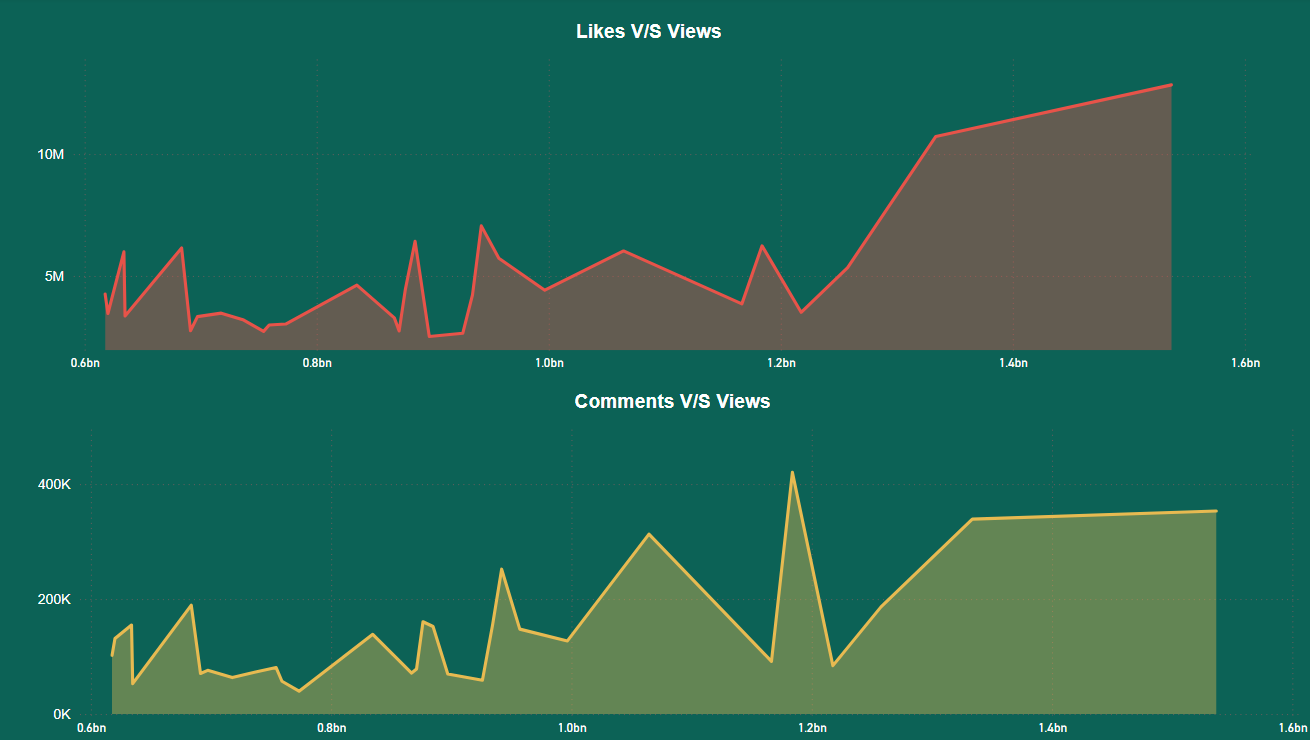 Likes V/S Views
10M
5M
0.6bn 0.8bn 1.0bn 1.2bn 1.4bn 1.6bn
Comments V/S Views
400K
200K
0K
0.6bn 0.8bn 1.0bn 1.2bn 1.4bn 1.6bn